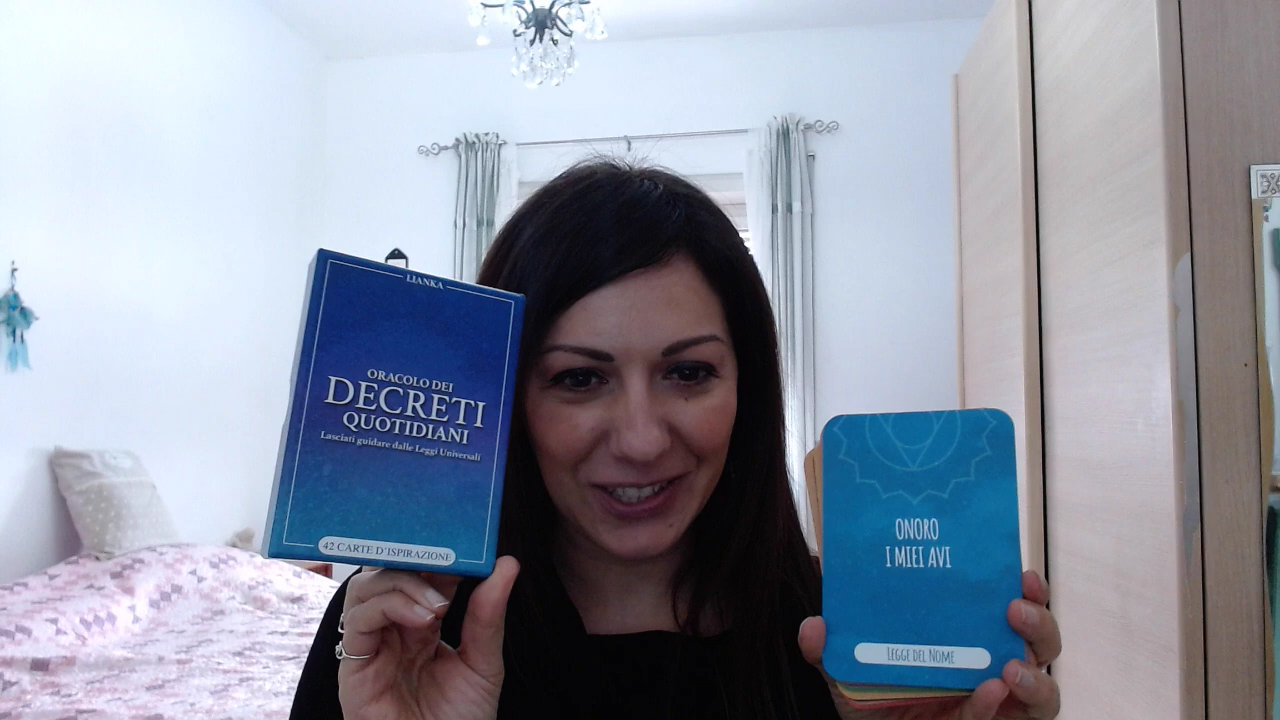 LIANKA
ORACOLO DEI
DECRETI
QUOTIDIANI
Lasciati guidare dalle Leggi Universali
42 CARTE D'ISPIRAZIONE
ONORO
I MIEI AVI
LEGGE DEL NOME